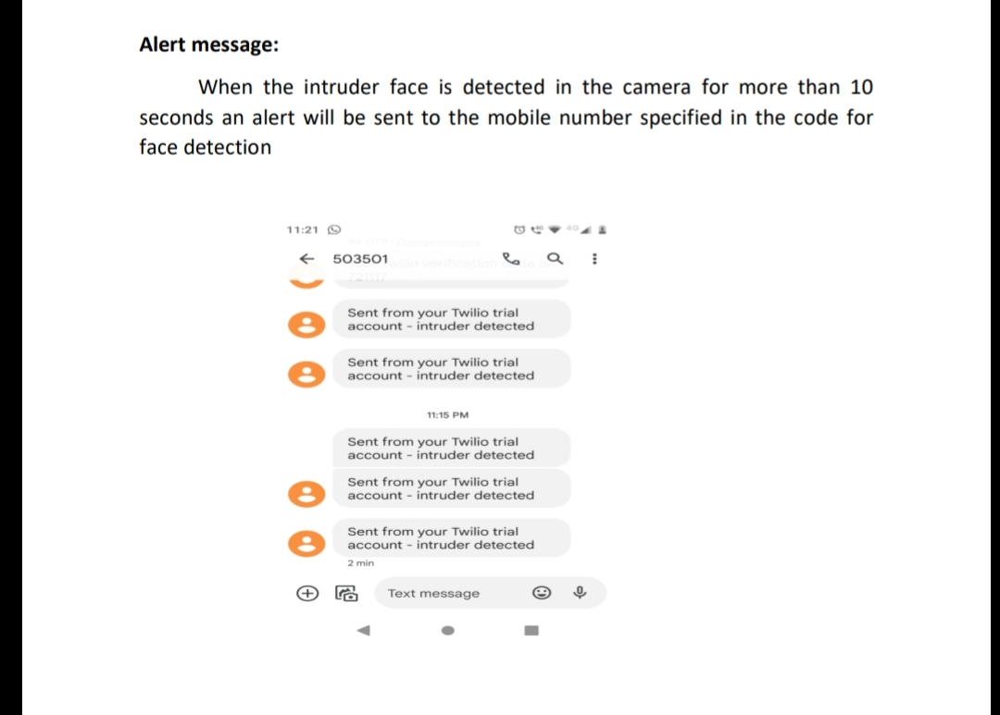 Alert message:
When the intruder face is detected in the camera for more than 10
seconds an alert will be sent to the mobile number specified in the code for
face detection
11:21
4G
503501
Sent from your Twilio trial
account - intruder detected
Sent from your Twilio trial
account - intruder detected
11:15 PM
Sent from your Twilio trial
account - intruder detected
Sent from your Twilio trial
account - intruder detected
Sent from your Twilio trial
account - intruder detected
2 min
Text message